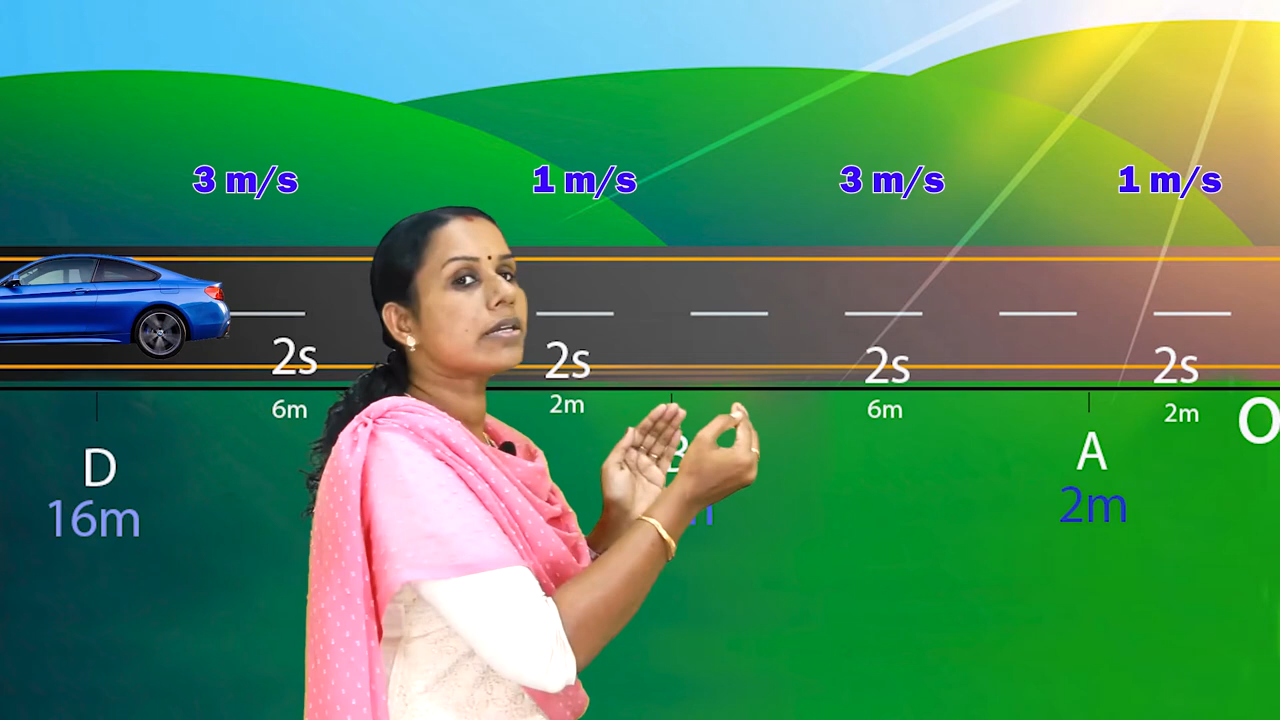 3 m/s 1 m/s 3 m/s 1 m/s
2s 2s 2s 2s
6m 2m 6m 2m
O
D A
16m 2m